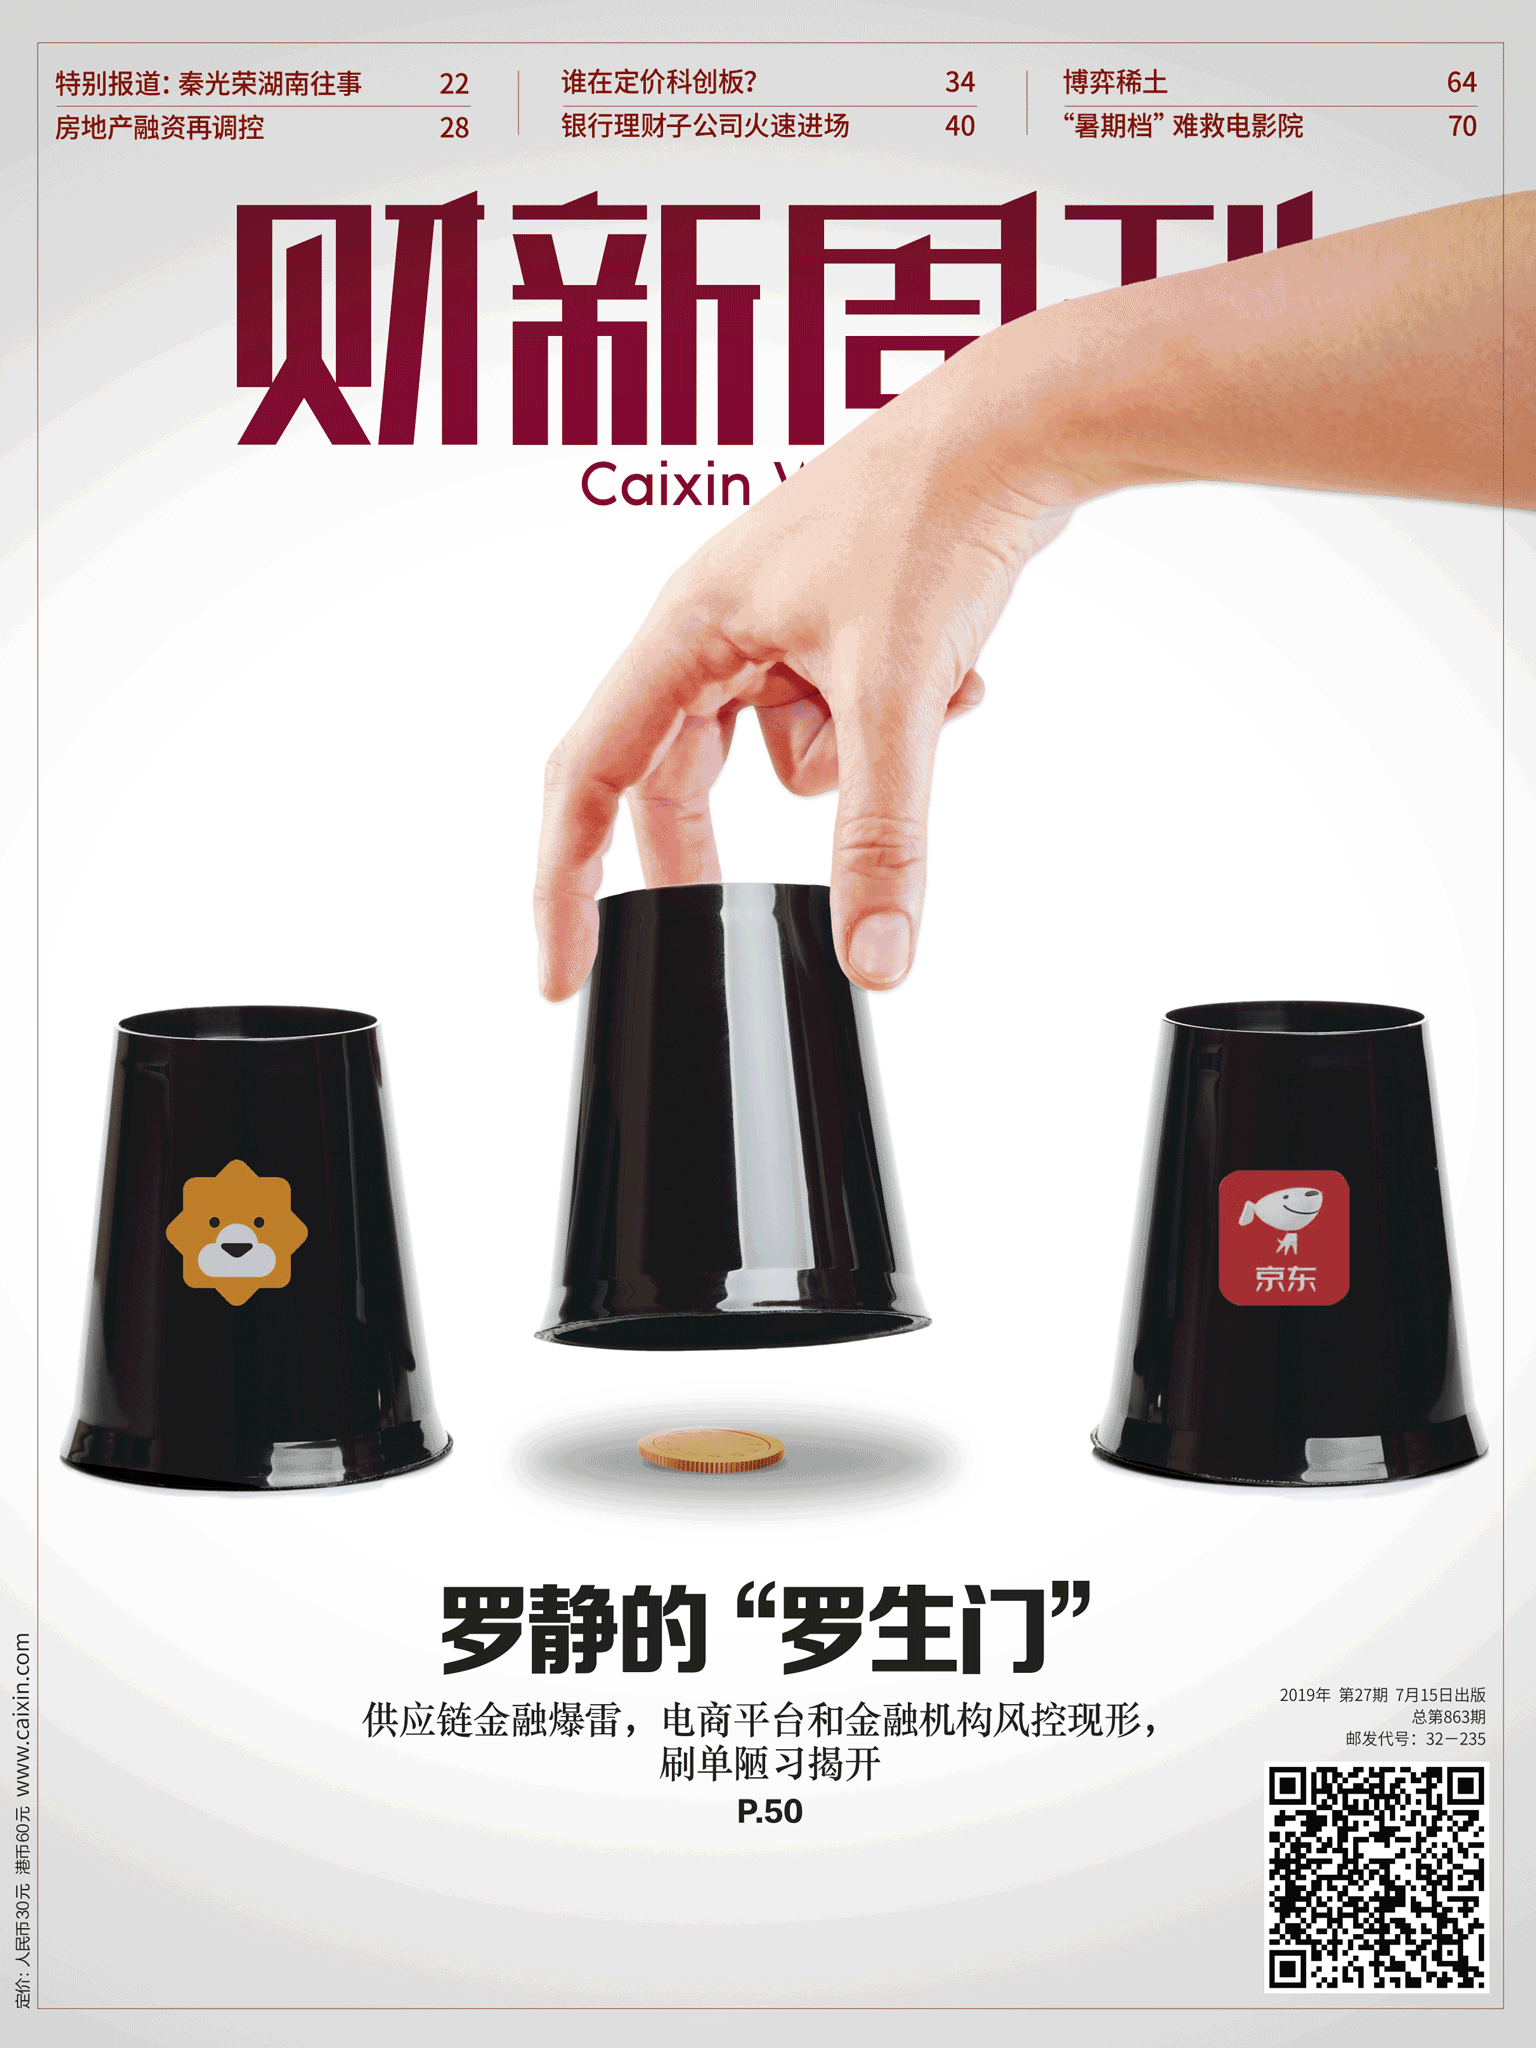 特别报道：秦光荣湖南往事 22
房地产融资再调控 28
谁在定价科创板？ 34
银行理财子公司火速进场 40
博弈稀土 64
“暑期档”难救电影院 70
财新周刊
Caixin
京东
罗静的“罗生门”
供应链金融爆雷，电商平台和金融机构风控现形，
刷单陋习揭开
P.50
2019年 第27期 7月15日出版
总第863期
邮发代号：32－235
定价：人民币30元 港币60元 www.caixin.com